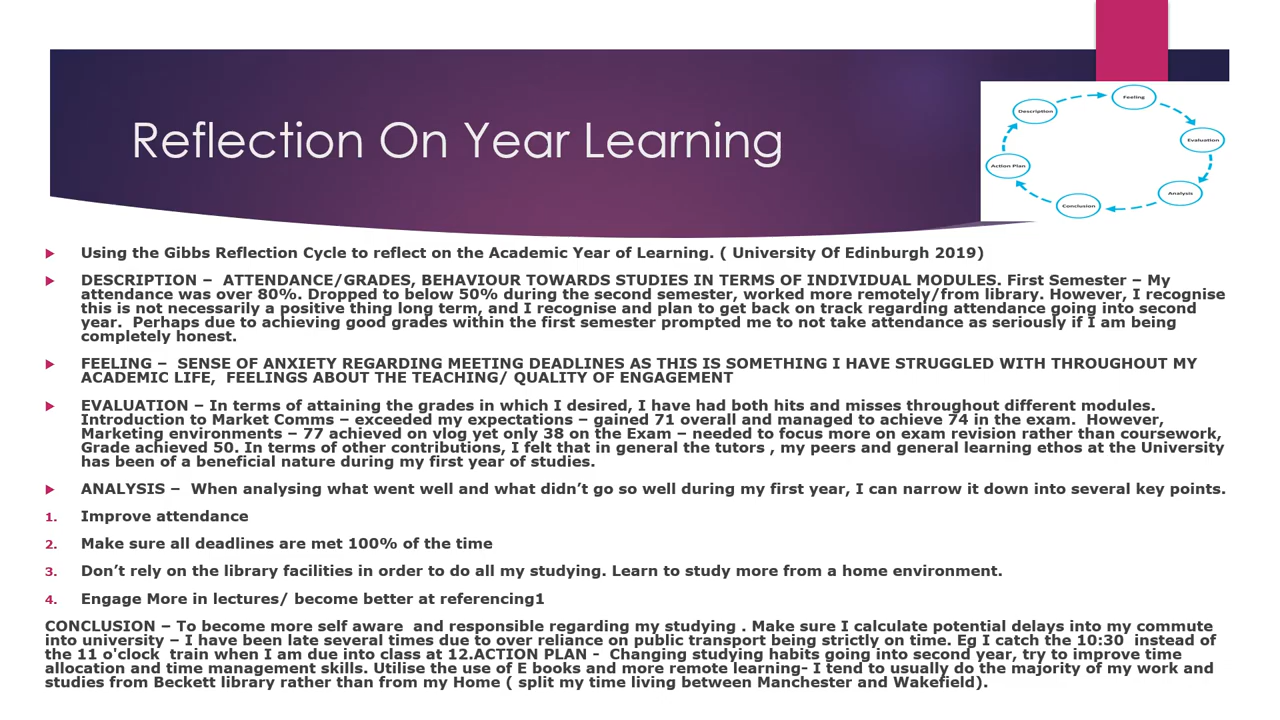 Reflection On Year Learning
Feeling
Description
Evaluation
Action Plan
Analysis
Conclusion
Using the Gibbs Reflection Cycle to reflect on the Academic Year of Learning. ( University Of Edinburgh 2019)
DESCRIPTION – ATTENDANCE/GRADES, BEHAVIOUR TOWARDS STUDIES IN TERMS OF INDIVIDUAL MODULES. First Semester – My
attendance was over 80%. Dropped to below 50% during the second semester, worked more remotely/from library. However, I recognise
this is not necessarily a positive thing long term, and I recognise and plan to get back on track regarding attendance going into second
year. Perhaps due to achieving good grades within the first semester prompted me to not take attendance as seriously if I am being
completely honest.
FEELING – SENSE OF ANXIETY REGARDING MEETING DEADLINES AS THIS IS SOMETHING I HAVE STRUGGLED WITH THROUGHOUT MY
ACADEMIC LIFE, FEELINGS ABOUT THE TEACHING/ QUALITY OF ENGAGEMENT
EVALUATION – In terms of attaining the grades in which I desired, I have had both hits and misses throughout different modules.
Introduction to Market Comms – exceeded my expectations – gained 71 overall and managed to achieve 74 in the exam. However,
Marketing environments – 77 achieved on vlog yet only 38 on the Exam – needed to focus more on exam revision rather than coursework,
Grade achieved 50. In terms of other contributions, I felt that in general the tutors , my peers and general learning ethos at the University
has been of a beneficial nature during my first year of studies.
ANALYSIS – When analysing what went well and what didn’t go so well during my first year, I can narrow it down into several key points.
1. Improve attendance
2. Make sure all deadlines are met 100% of the time
3. Don’t rely on the library facilities in order to do all my studying. Learn to study more from a home environment.
4. Engage More in lectures/ become better at referencing1
CONCLUSION – To become more self aware and responsible regarding my studying . Make sure I calculate potential delays into my commute
into university – I have been late several times due to over reliance on public transport being strictly on time. Eg I catch the 10:30 instead of
the 11 o'clock train when I am due into class at 12.ACTION PLAN - Changing studying habits going into second year, try to improve time
allocation and time management skills. Utilise the use of E books and more remote learning- I tend to usually do the majority of my work and
studies from Beckett library rather than from my Home ( split my time living between Manchester and Wakefield).